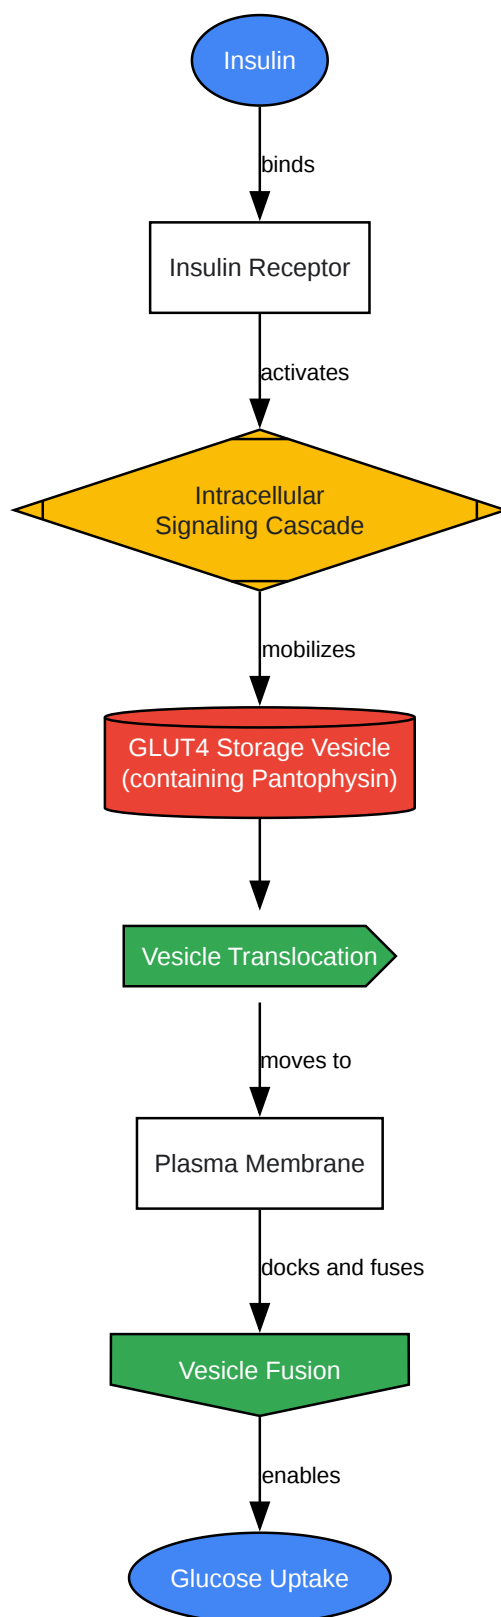 Insulin
binds
Insulin Receptor
activates
Intracellular
Signaling Cascade
mobilizes
GLUT4 Storage Vesicle
(containing Pantophysin)
Vesicle Translocation
moves to
Plasma Membrane
docks and fuses
Vesicle Fusion
enables
Glucose Uptake